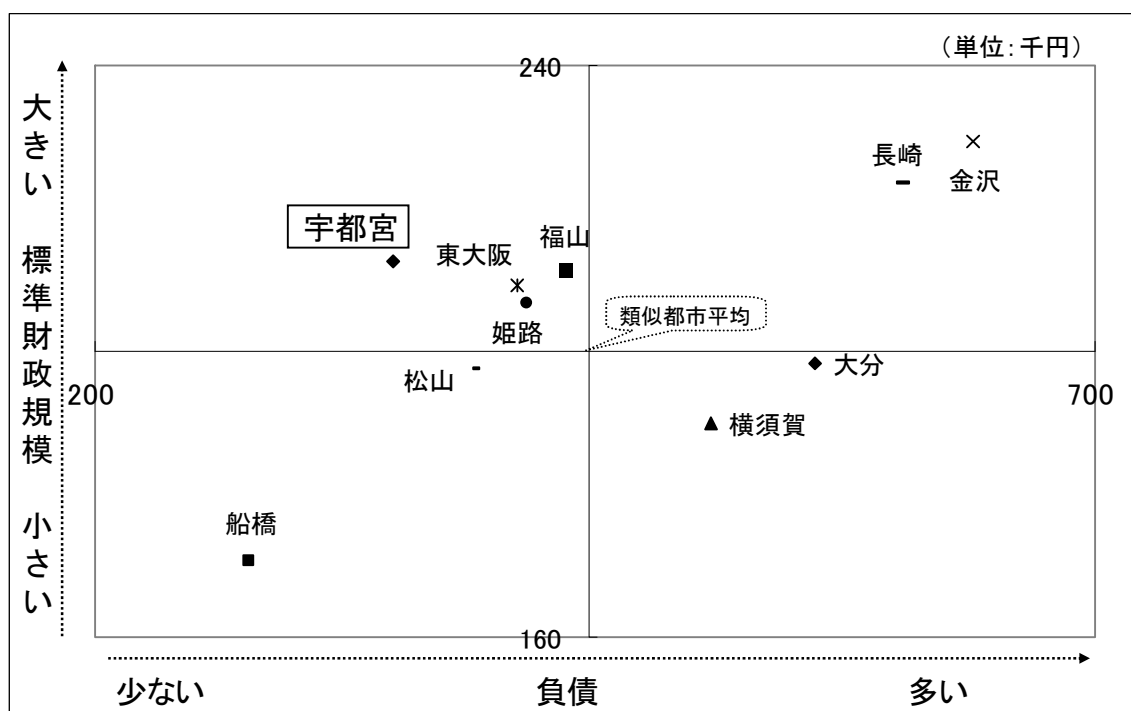 （単位：千円）
240
大きい 標準財政規模 小さい
長崎
金沢
宇都宮
東大阪
福山
姫路
類似都市平均
松山
大分
200
700
横須賀
船橋
160
少ない 負債 多い